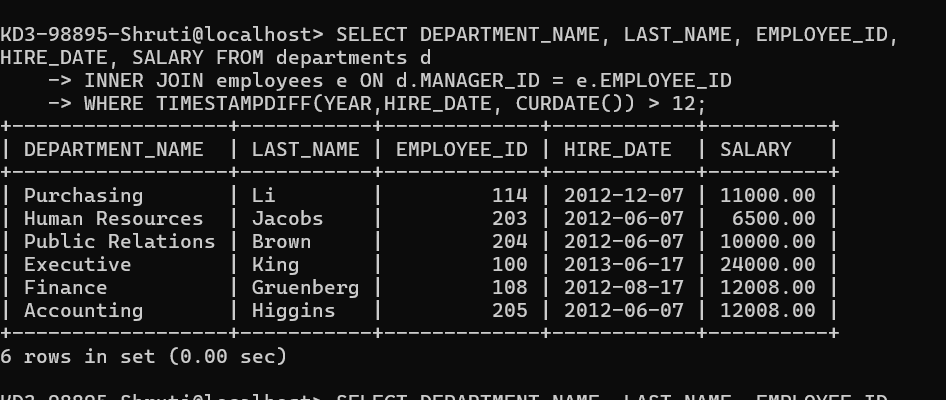 KD3-98895-Shruti@localhost> SELECT DEPARTMENT_NAME, LAST_NAME, EMPLOYEE_ID,
HIRE_DATE, SALARY FROM departments d
    -> INNER JOIN employees e ON d.MANAGER_ID = e.EMPLOYEE_ID
    -> WHERE TIMESTAMPDIFF(YEAR,HIRE_DATE, CURDATE()) > 12;
+------------------+-----------+-------------+------------+----------+
| DEPARTMENT_NAME  | LAST_NAME | EMPLOYEE_ID | HIRE_DATE  | SALARY   |
+------------------+-----------+-------------+------------+----------+
| Purchasing       | Li        |         114 | 2012-12-07 | 11000.00 |
| Human Resources  | Jacobs    |         203 | 2012-06-07 |  6500.00 |
| Public Relations | Brown     |         204 | 2012-06-07 | 10000.00 |
| Executive        | King      |         100 | 2013-06-17 | 24000.00 |
| Finance          | Gruenberg |         108 | 2012-08-17 | 12008.00 |
| Accounting       | Higgins   |         205 | 2012-06-07 | 12008.00 |
+------------------+-----------+-------------+------------+----------+
6 rows in set (0.00 sec)
KD3-98895-Shruti@localhost> SELECT DEPARTMENT_NAME, LAST_NAME, EMPLOYEE_ID